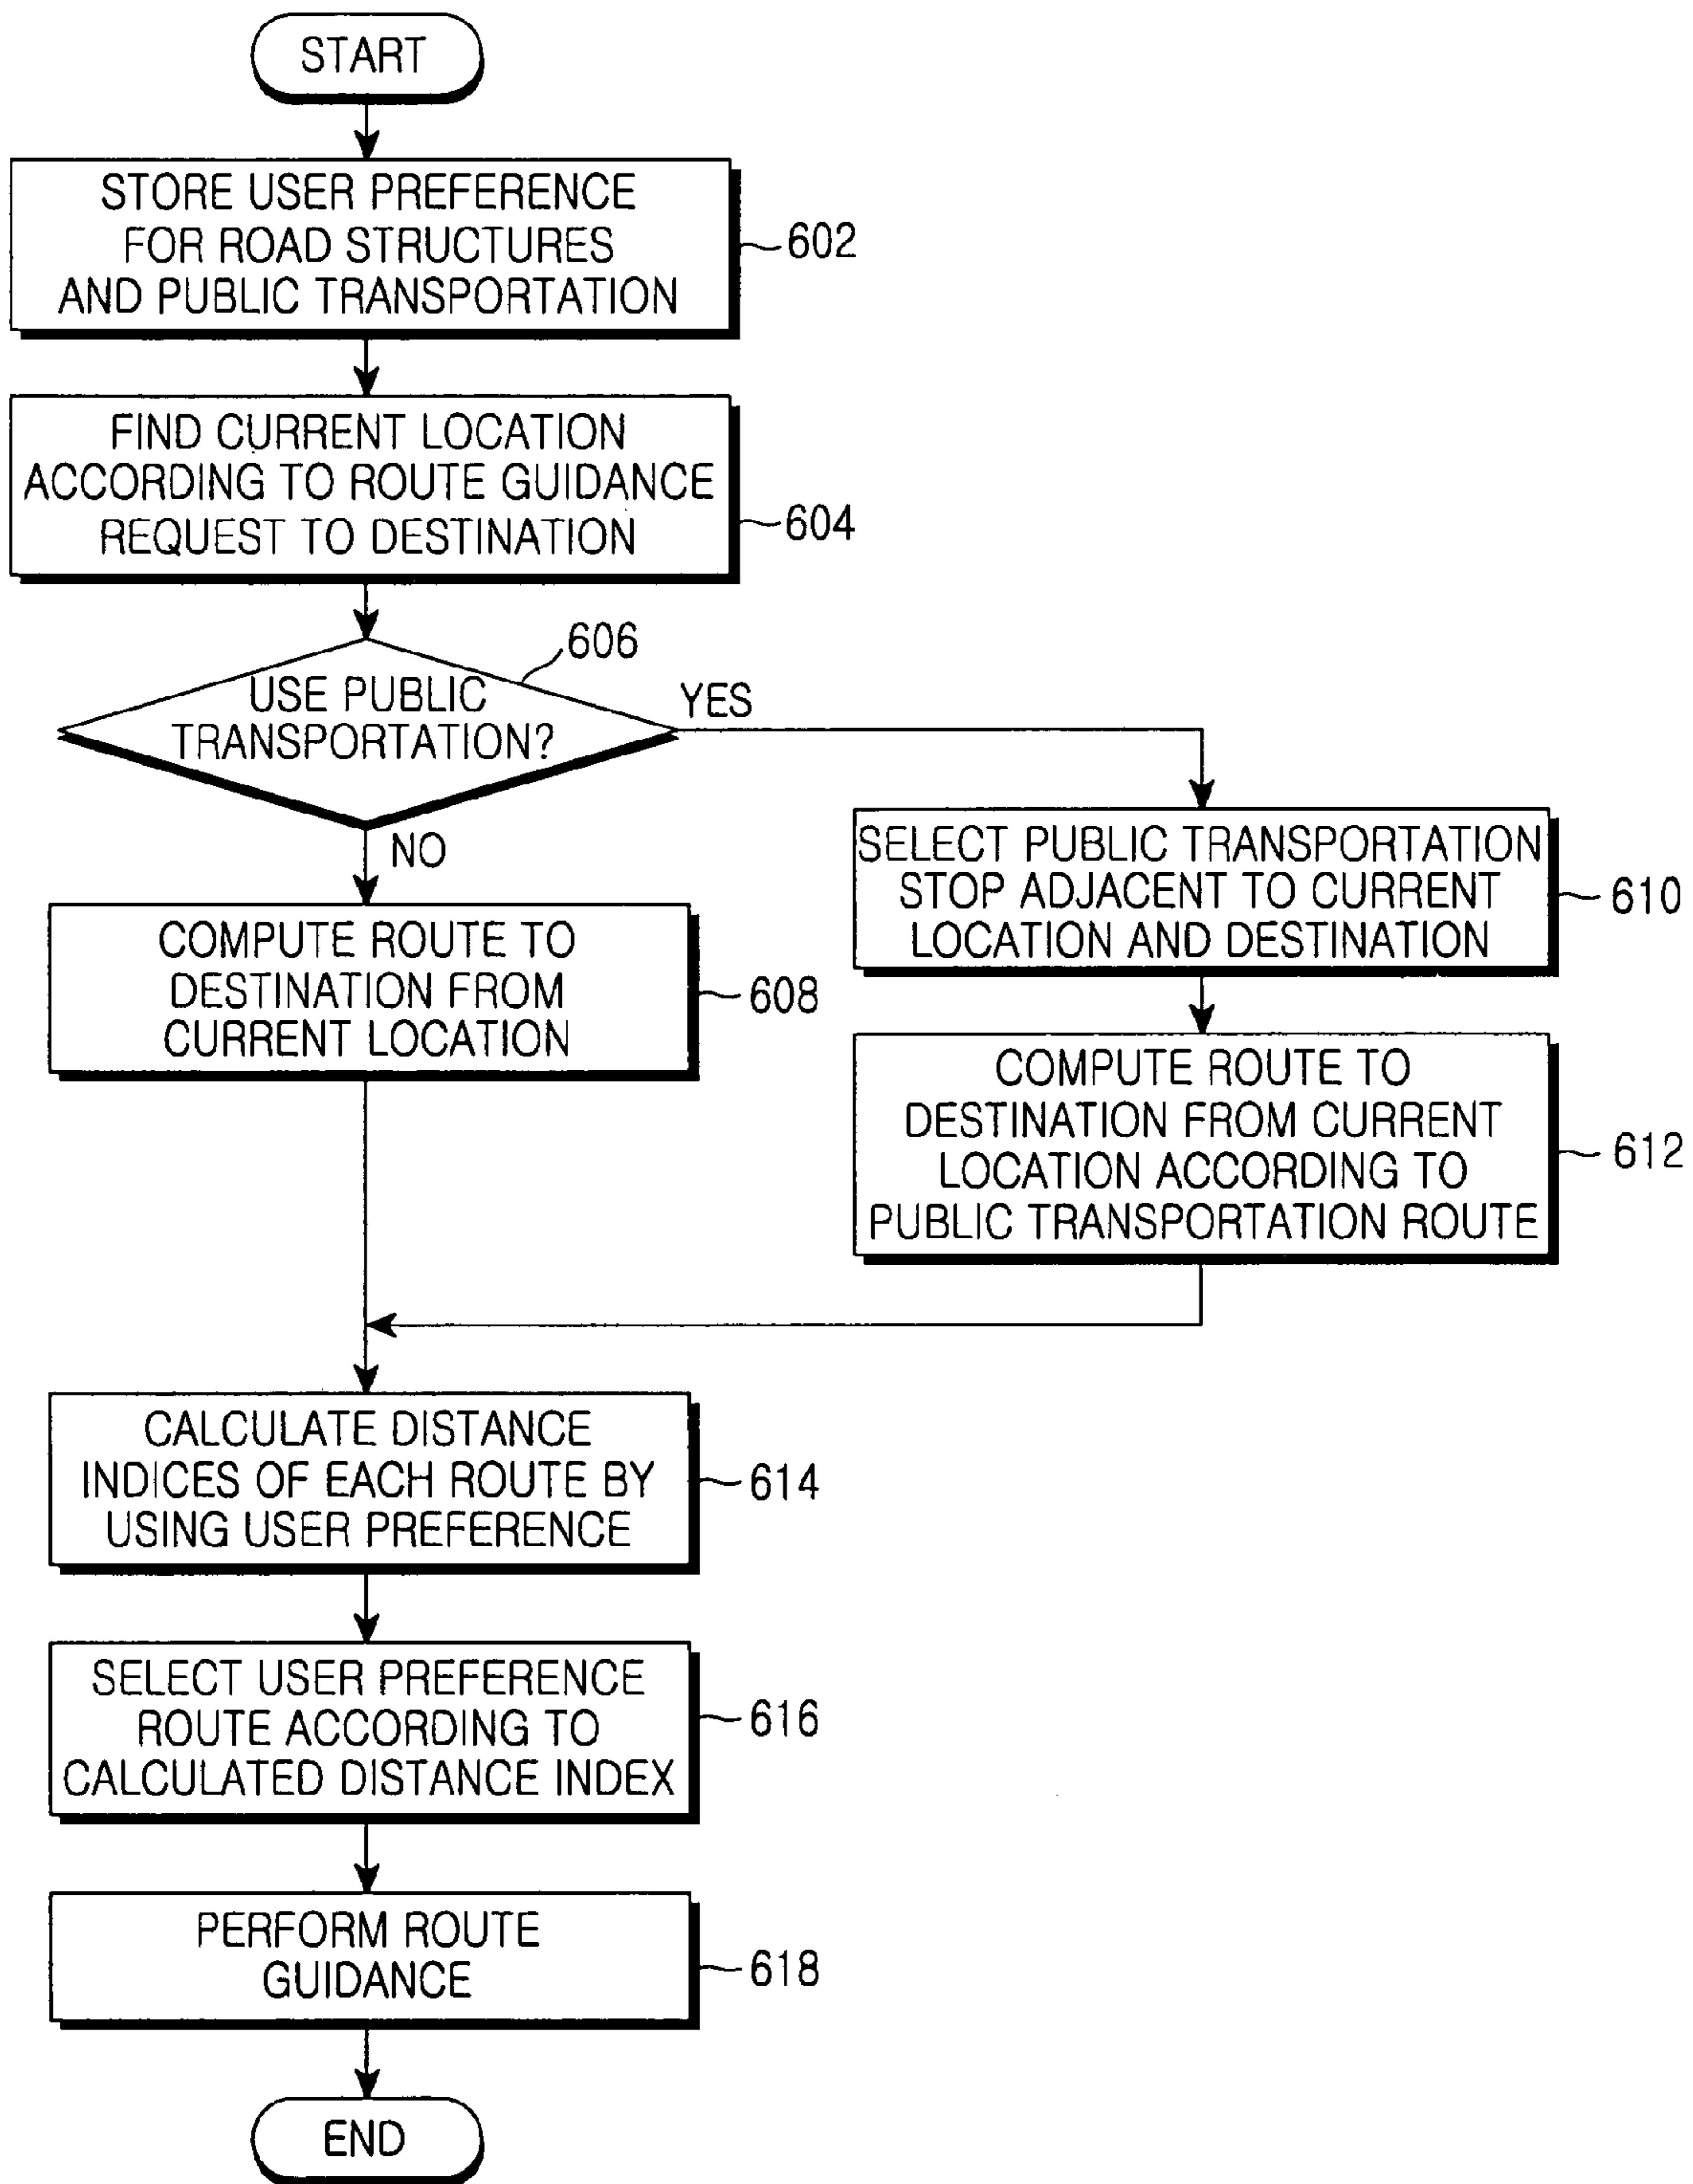 START
STORE USER PREFERENCE
FOR ROAD STRUCTURES
AND PUBLIC TRANSPORTATION
602
FIND CURRENT LOCATION
ACCORDING TO ROUTE GUIDANCE
REQUEST TO DESTINATION
604
606
USE PUBLIC
TRANSPORTATION?
YES
NO
SELECT PUBLIC TRANSPORTATION
STOP ADJACENT TO CURRENT
LOCATION AND DESTINATION
610
COMPUTE ROUTE TO
DESTINATION FROM
CURRENT LOCATION
608
COMPUTE ROUTE TO
DESTINATION FROM CURRENT
LOCATION ACCORDING TO
PUBLIC TRANSPORTATION ROUTE
612
CALCULATE DISTANCE
INDICES OF EACH ROUTE BY
USING USER PREFERENCE
614
SELECT USER PREFERENCE
ROUTE ACCORDING TO
CALCULATED DISTANCE INDEX
616
PERFORM ROUTE
GUIDANCE
618
END